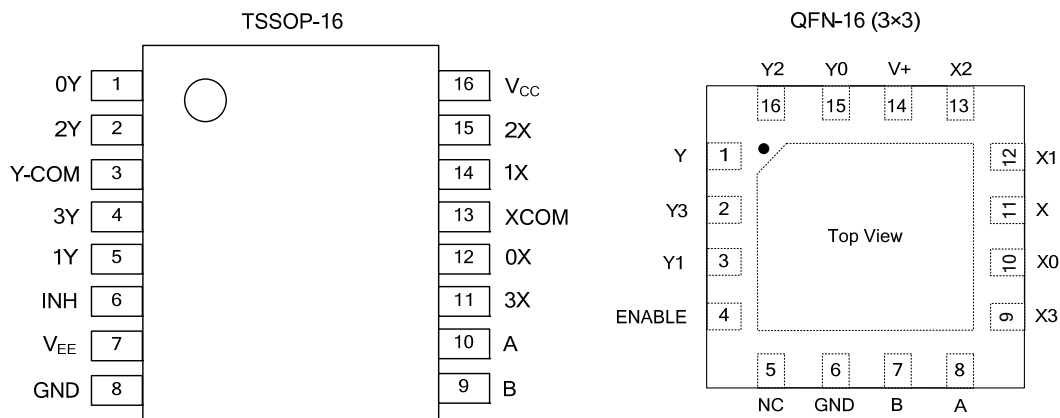 TSSOP-16
0Y 1
2Y 2
Y-COM 3
3Y 4
1Y 5
INH 6
VEE 7
GND 8
16 VCC
15 2X
14 1X
13 XCOM
12 0X
11 3X
10 A
9 B
QFN-16 (3×3)
Y2 Y0 V+ X2
16 15 14 13
Y 1
Y3 2
Y1 3
ENABLE 4
Top View
12 X1
11 X
10 X0
9 X3
5 6 7 8
NC GND B A